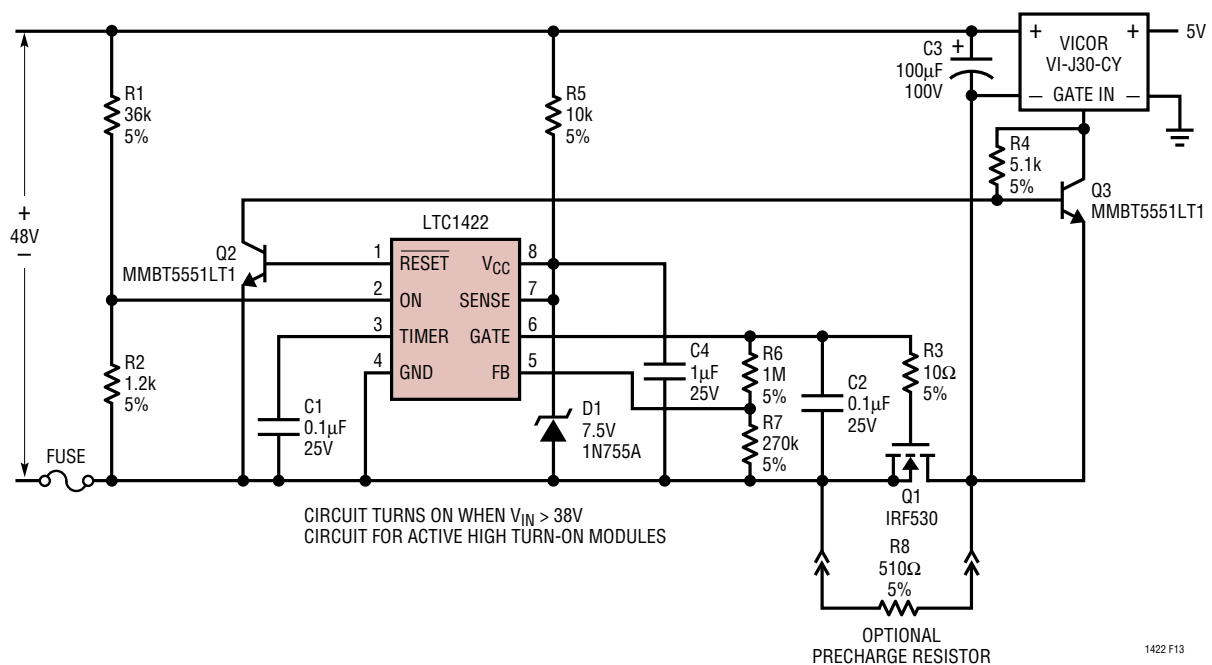 +
48V
−
FUSE
R1
36k
5%
R2
1.2k
5%
Q2
MMBT5551LT1
C1
0.1µF
25V
R5
10k
5%
LTC1422
1
2
3
4
RESET
ON
TIMER
GND
VCC
SENSE
GATE
FB
8
7
6
5
D1
7.5V
1N755A
C4
1µF
25V
R6
1M
5%
R7
270k
5%
C2
0.1µF
25V
R3
10Ω
5%
Q1
IRF530
R8
510Ω
5%
OPTIONAL
PRECHARGE RESISTOR
C3
+
100µF
100V
+ VICOR +
VI-J30-CY
− GATE IN −
5V
R4
5.1k
5%
Q3
MMBT5551LT1
CIRCUIT TURNS ON WHEN VIN > 38V
CIRCUIT FOR ACTIVE HIGH TURN-ON MODULES
1422 F13